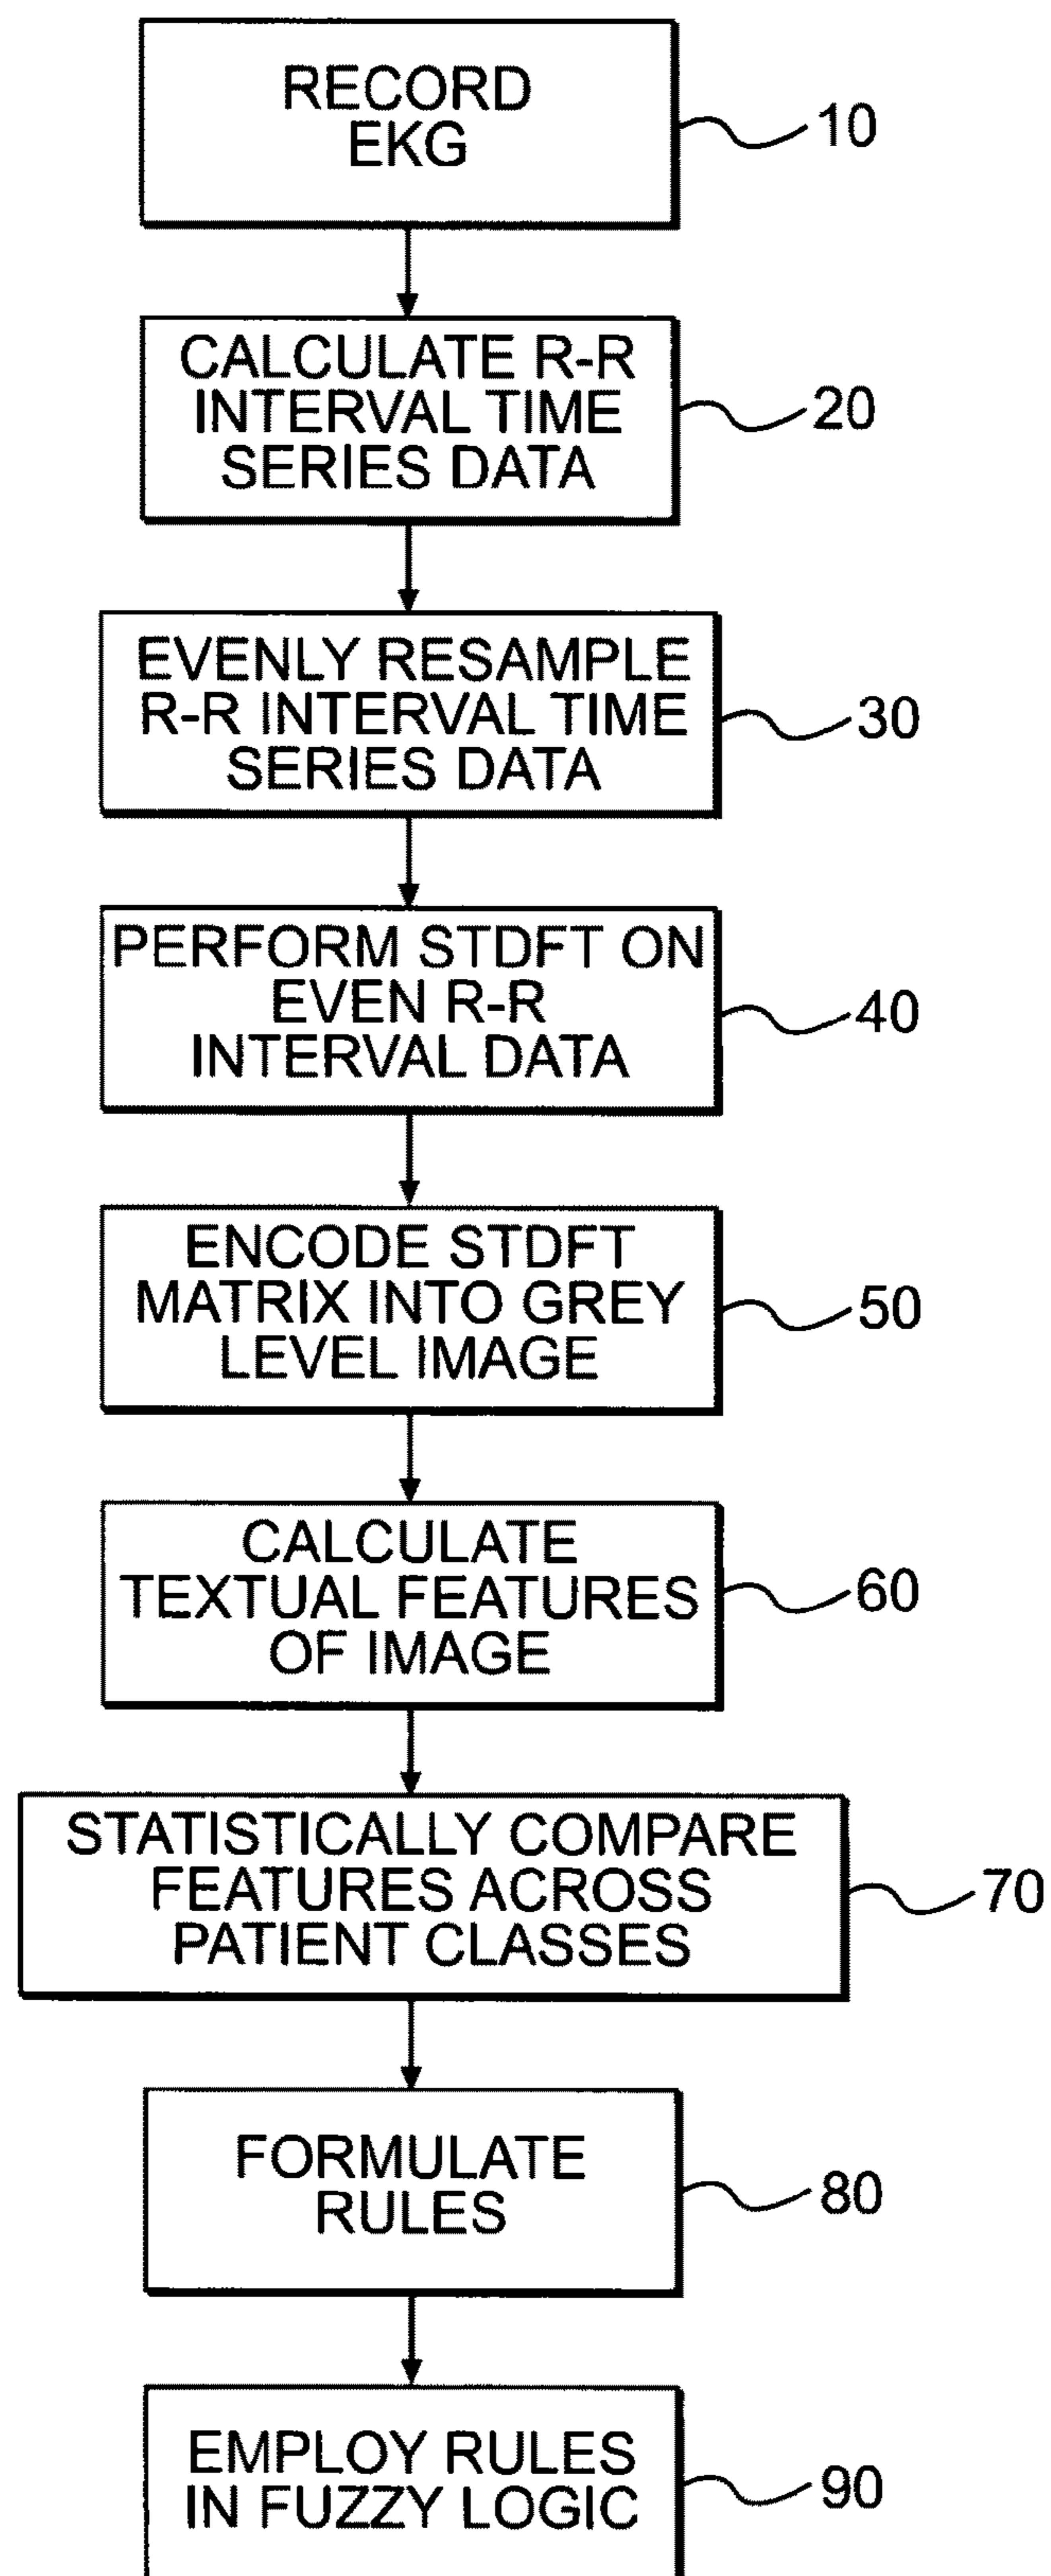 RECORD
EKG
10
CALCULATE R-R
INTERVAL TIME
SERIES DATA
20
EVENLY RESAMPLE
R-R INTERVAL TIME
SERIES DATA
30
PERFORM STDFT ON
EVEN R-R
INTERVAL DATA
40
ENCODE STDFT
MATRIX INTO GREY
LEVEL IMAGE
50
CALCULATE
TEXTUAL FEATURES
OF IMAGE
60
STATISTICALLY COMPARE
FEATURES ACROSS
PATIENT CLASSES
70
FORMULATE
RULES
80
EMPLOY RULES
IN FUZZY LOGIC
90